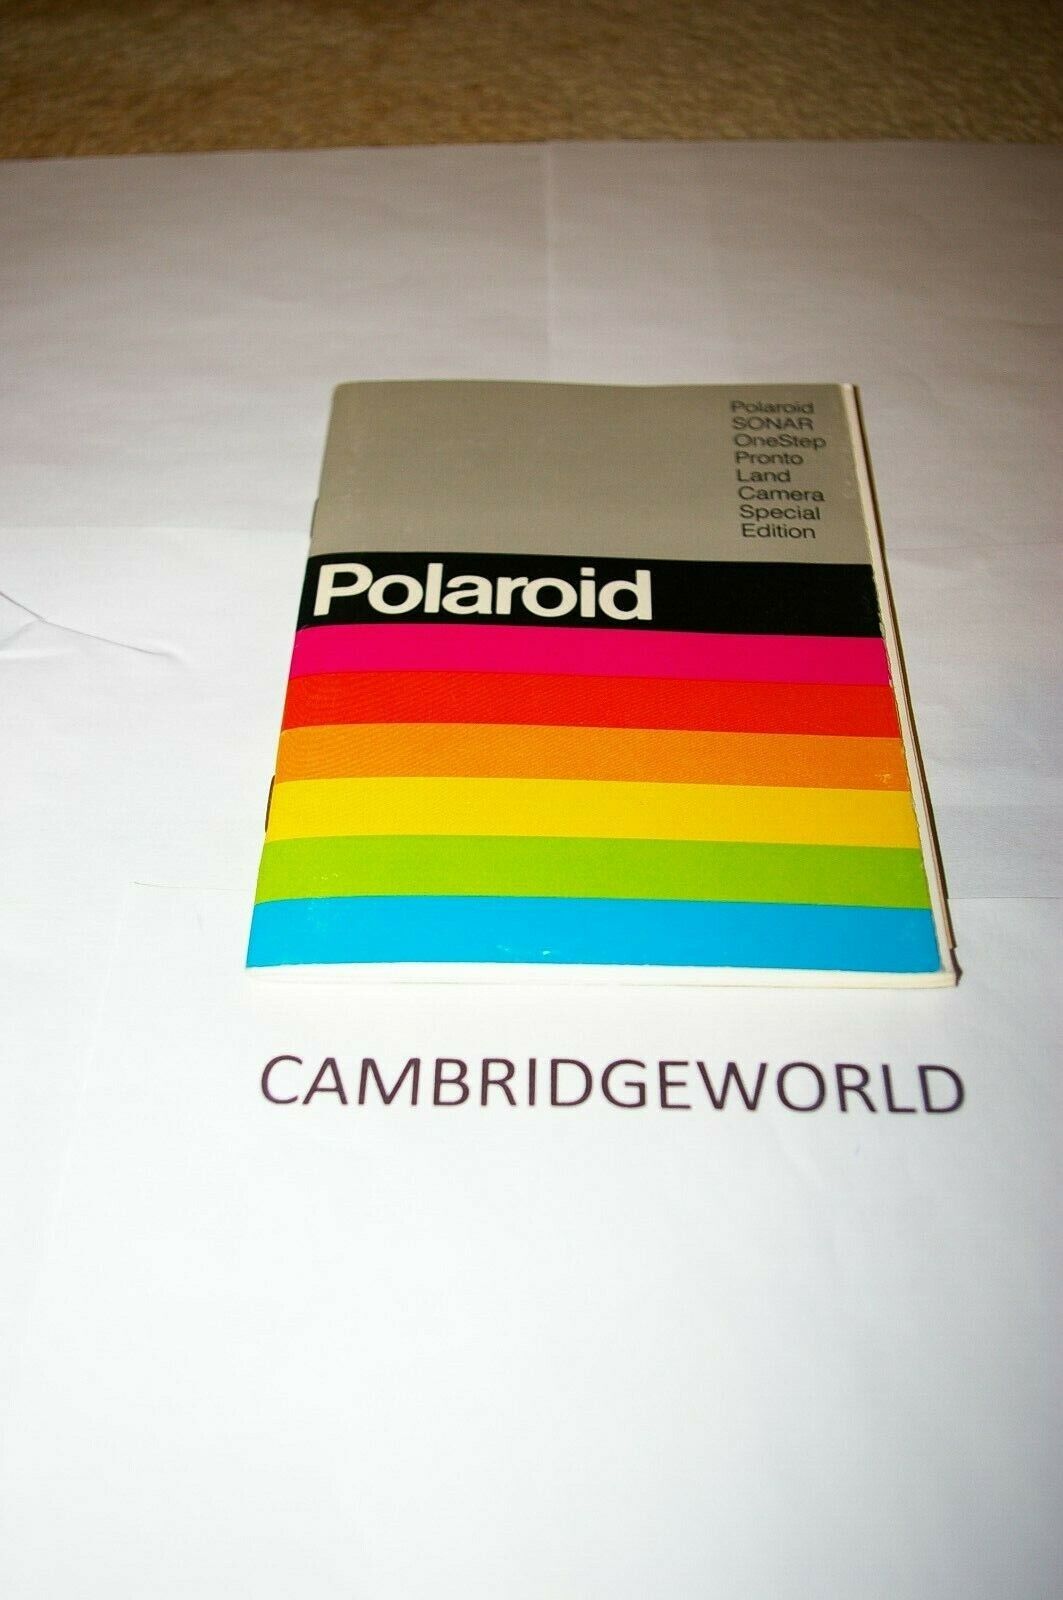 Polaroid
SONAR
OneStep
Pronto
Land
Camera
Special
Edition
Polaroid
CAMBRIDGEWORLD